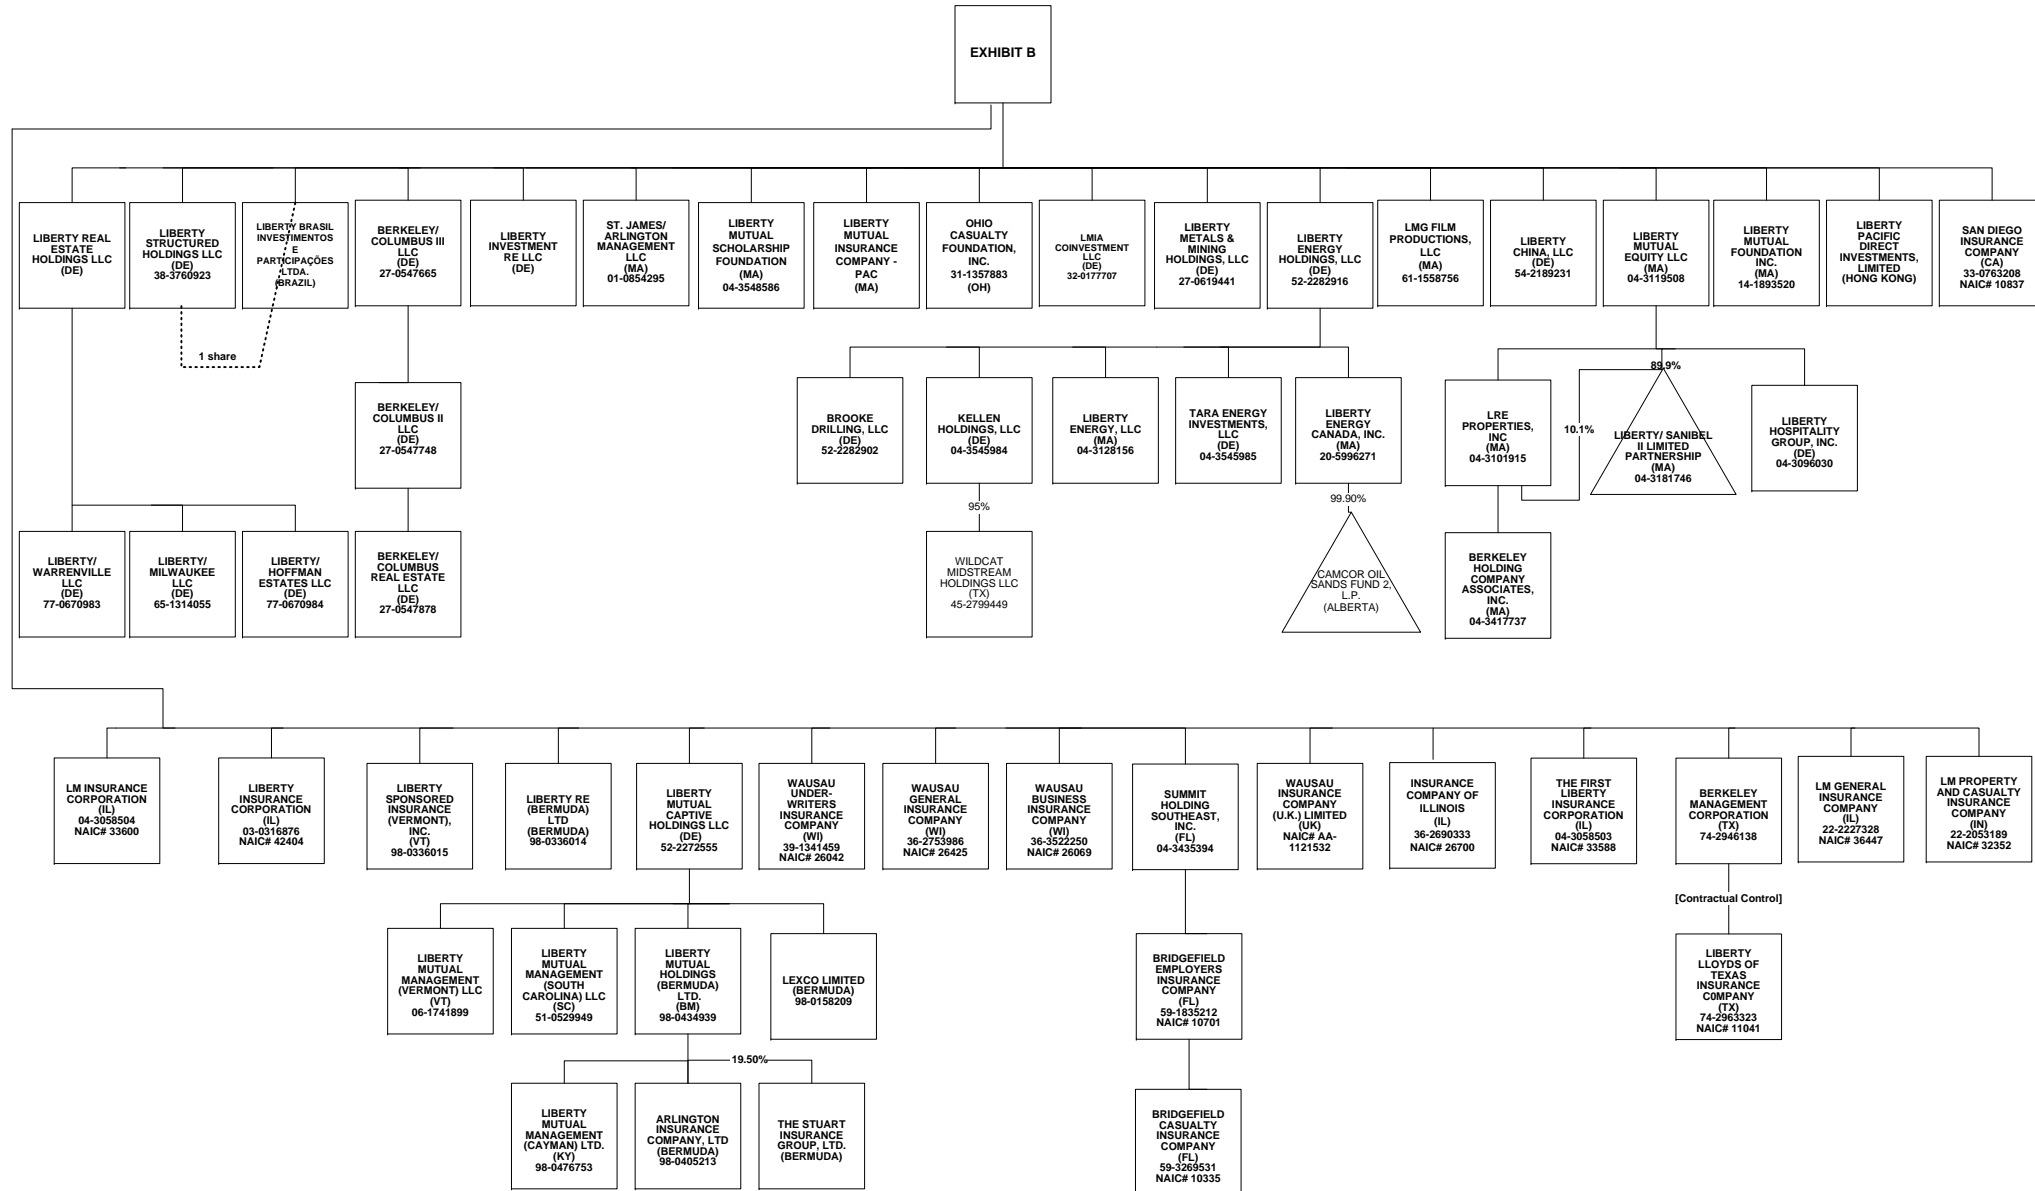 EXHIBIT B
LIBERTY REAL
ESTATE
HOLDINGS LLC
(DE)
LIBERTY
STRUCTURED
HOLDINGS LLC
(DE)
38-3760923
LIBERTY BRASIL
INVESTIMENTOS
E
PARTICIPAÇÕES
LTDA.
(BRAZIL)
BERKELEY/
COLUMBUS III
LLC
(DE)
27-0547665
LIBERTY
INVESTMENT
RE LLC
(DE)
ST. JAMES/
ARLINGTON
MANAGEMENT
LLC
(MA)
01-0854295
LIBERTY
MUTUAL
SCHOLARSHIP
FOUNDATION
(MA)
04-3548586
LIBERTY
MUTUAL
INSURANCE
COMPANY -
PAC
(MA)
OHIO
CASUALTY
FOUNDATION,
INC.
31-1357883
(OH)
LMIA
COINVESTMENT
LLC
(DE)
32-0177707
LIBERTY
METALS &
MINING
HOLDINGS, LLC
(DE)
27-0619441
LIBERTY
ENERGY
HOLDINGS, LLC
(DE)
52-2282916
LMG FILM
PRODUCTIONS,
LLC
(MA)
61-1558756
LIBERTY
CHINA, LLC
(DE)
54-2189231
LIBERTY
MUTUAL
EQUITY LLC
(MA)
04-3119508
LIBERTY
MUTUAL
FOUNDATION
INC.
(MA)
14-1893520
LIBERTY
PACIFIC
DIRECT
INVESTMENTS,
LIMITED
(HONG KONG)
SAN DIEGO
INSURANCE
COMPANY
(CA)
33-0763208
NAIC# 10837
1 share
BERKELEY/
COLUMBUS II
LLC
(DE)
27-0547748
BROOKE
DRILLING, LLC
(DE)
52-2282902
KELLEN
HOLDINGS, LLC
(DE)
04-3545984
LIBERTY
ENERGY, LLC
(MA)
04-3128156
TARA ENERGY
INVESTMENTS,
LLC
(DE)
04-3545985
LIBERTY
ENERGY
CANADA, INC.
(MA)
20-5996271
LRE
PROPERTIES,
INC
(MA)
04-3101915
10.1%
89.9%
LIBERTY/ SANIBEL
II LIMITED
PARTNERSHIP
(MA)
04-3181746
LIBERTY
HOSPITALITY
GROUP, INC.
(DE)
04-3096030
95%
99.90%
LIBERTY/
WARRENVILLE
LLC
(DE)
77-0670983
LIBERTY/
MILWAUKEE
LLC
(DE)
65-1314055
LIBERTY/
HOFFMAN
ESTATES LLC
(DE)
77-0670984
BERKELEY/
COLUMBUS
REAL ESTATE
LLC
(DE)
27-0547878
WILDCAT
MIDSTREAM
HOLDINGS LLC
(TX)
45-2799449
CAMCOR OIL
SANDS FUND 2,
L.P.
(ALBERTA)
BERKELEY
HOLDING
COMPANY
ASSOCIATES,
INC.
(MA)
04-3417737
LM INSURANCE
CORPORATION
(IL)
04-3058504
NAIC# 33600
LIBERTY
INSURANCE
CORPORATION
(IL)
03-0316876
NAIC# 42404
LIBERTY
SPONSORED
INSURANCE
(VERMONT),
INC.
(VT)
98-0336015
LIBERTY RE
(BERMUDA)
LTD
(BERMUDA)
98-0336014
LIBERTY
MUTUAL
CAPTIVE
HOLDINGS LLC
(DE)
52-2272555
WAUSAU
UNDER-
WRITERS
INSURANCE
COMPANY
(WI)
39-1341459
NAIC# 26042
WAUSAU
GENERAL
INSURANCE
COMPANY
(WI)
36-2753986
NAIC# 26425
WAUSAU
BUSINESS
INSURANCE
COMPANY
(WI)
36-3522250
NAIC# 26069
SUMMIT
HOLDING
SOUTHEAST,
INC.
(FL)
04-3435394
WAUSAU
INSURANCE
COMPANY
(U.K.) LIMITED
(UK)
NAIC# AA-
1121532
INSURANCE
COMPANY OF
ILLINOIS
(IL)
36-2690333
NAIC# 26700
THE FIRST
LIBERTY
INSURANCE
CORPORATION
(IL)
04-3058503
NAIC# 33588
BERKELEY
MANAGEMENT
CORPORATION
(TX)
74-2946138
LM GENERAL
INSURANCE
COMPANY
(IL)
22-2227328
NAIC# 36447
LM PROPERTY
AND CASUALTY
INSURANCE
COMPANY
(IN)
22-2053189
NAIC# 32352
[Contractual Control]
LIBERTY
MUTUAL
MANAGEMENT
(VERMONT) LLC
(VT)
06-1741899
LIBERTY
MUTUAL
MANAGEMENT
(SOUTH
CAROLINA) LLC
(SC)
51-0529949
LIBERTY
MUTUAL
HOLDINGS
(BERMUDA)
LTD.
(BM)
98-0434939
LEXCO LIMITED
(BERMUDA)
98-0158209
BRIDGEFIELD
EMPLOYERS
INSURANCE
COMPANY
(FL)
59-1835212
NAIC# 10701
LIBERTY
LLOYDS OF
TEXAS
INSURANCE
C0MPANY
(TX)
74-2963323
NAIC# 11041
19.50%
LIBERTY
MUTUAL
MANAGEMENT
(CAYMAN) LTD.
(KY)
98-0476753
ARLINGTON
INSURANCE
COMPANY, LTD
(BERMUDA)
98-0405213
THE STUART
INSURANCE
GROUP, LTD.
(BERMUDA)
BRIDGEFIELD
CASUALTY
INSURANCE
COMPANY
(FL)
59-3269531
NAIC# 10335